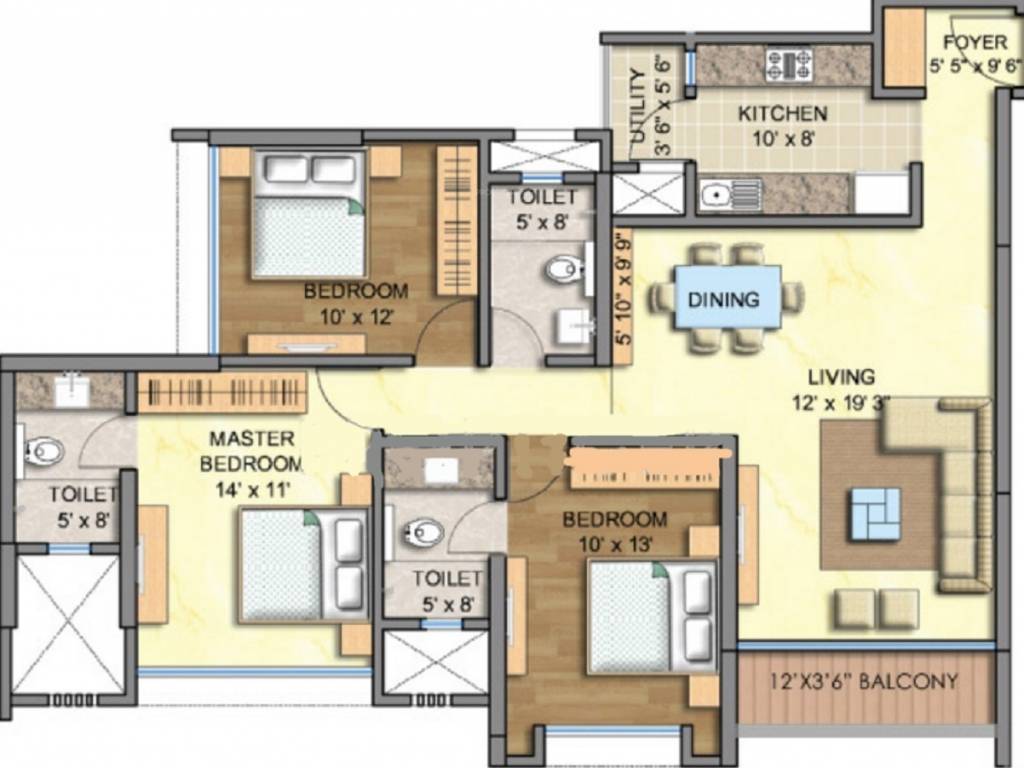 FOYER
5' 5" x 9' 6"
UTILITY
3' 6" x 5' 6"
KITCHEN
10' x 8'
TOILET
5' x 8'
BEDROOM
10' x 12'
5' 10" x 9' 9"
DINING
LIVING
12' x 19' 3"
MASTER
BEDROOM
14' x 11'
TOILET
5' x 8'
BEDROOM
10' x 13'
TOILET
5' x 8'
12'X3'6" BALCONY